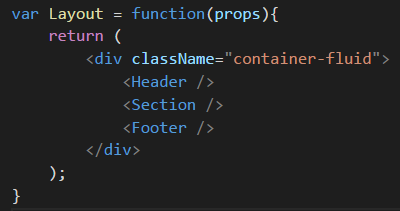 var Layout = function(props){
    return (
        <div className="container-fluid">
            <Header />
            <Section />
            <Footer />
        </div>
    );
}